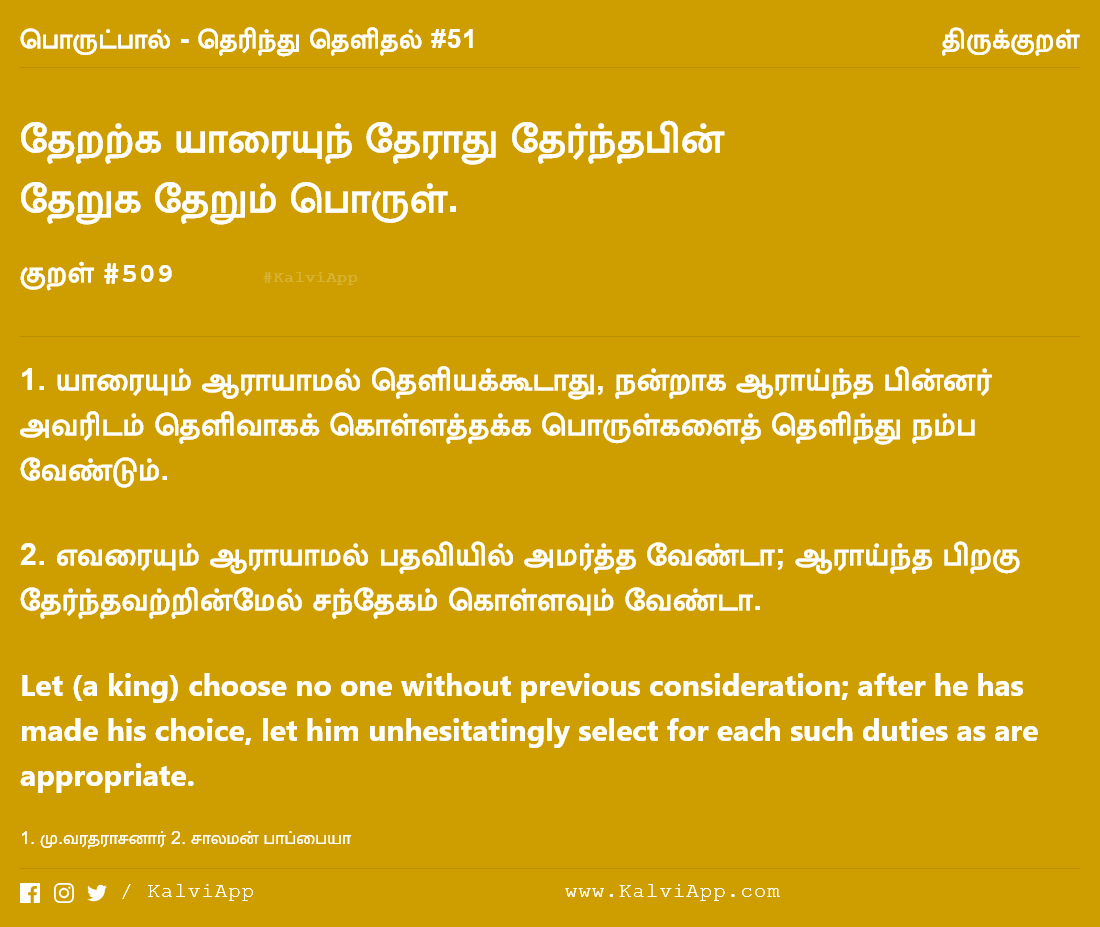 பொருட்பால் - தெரிந்து தெளிதல் #51 திருக்குறள்
தேறற்க யாரையுந் தேராது தேர்ந்தபின்
தேறுக தேறும் பொருள்.
குறள் #509 #KalviApp
1. யாரையும் ஆராயாமல் தெளியக்கூடாது, நன்றாக ஆராய்ந்த பின்னர்
அவரிடம் தெளிவாகக் கொள்ளத்தக்க பொருள்களைத் தெளிந்து நம்ப
வேண்டும்.
2. எவரையும் ஆராயாமல் பதவியில் அமர்த்த வேண்டா; ஆராய்ந்த பிறகு
தேர்ந்தவற்றின்மேல் சந்தேகம் கொள்ளவும் வேண்டா.
Let (a king) choose no one without previous consideration; after he has
made his choice, let him unhesitatingly select for each such duties as are
appropriate.
1. மு.வரதராசனார் 2. சாலமன் பாப்பையா
/ KalviApp www.KalviApp.com